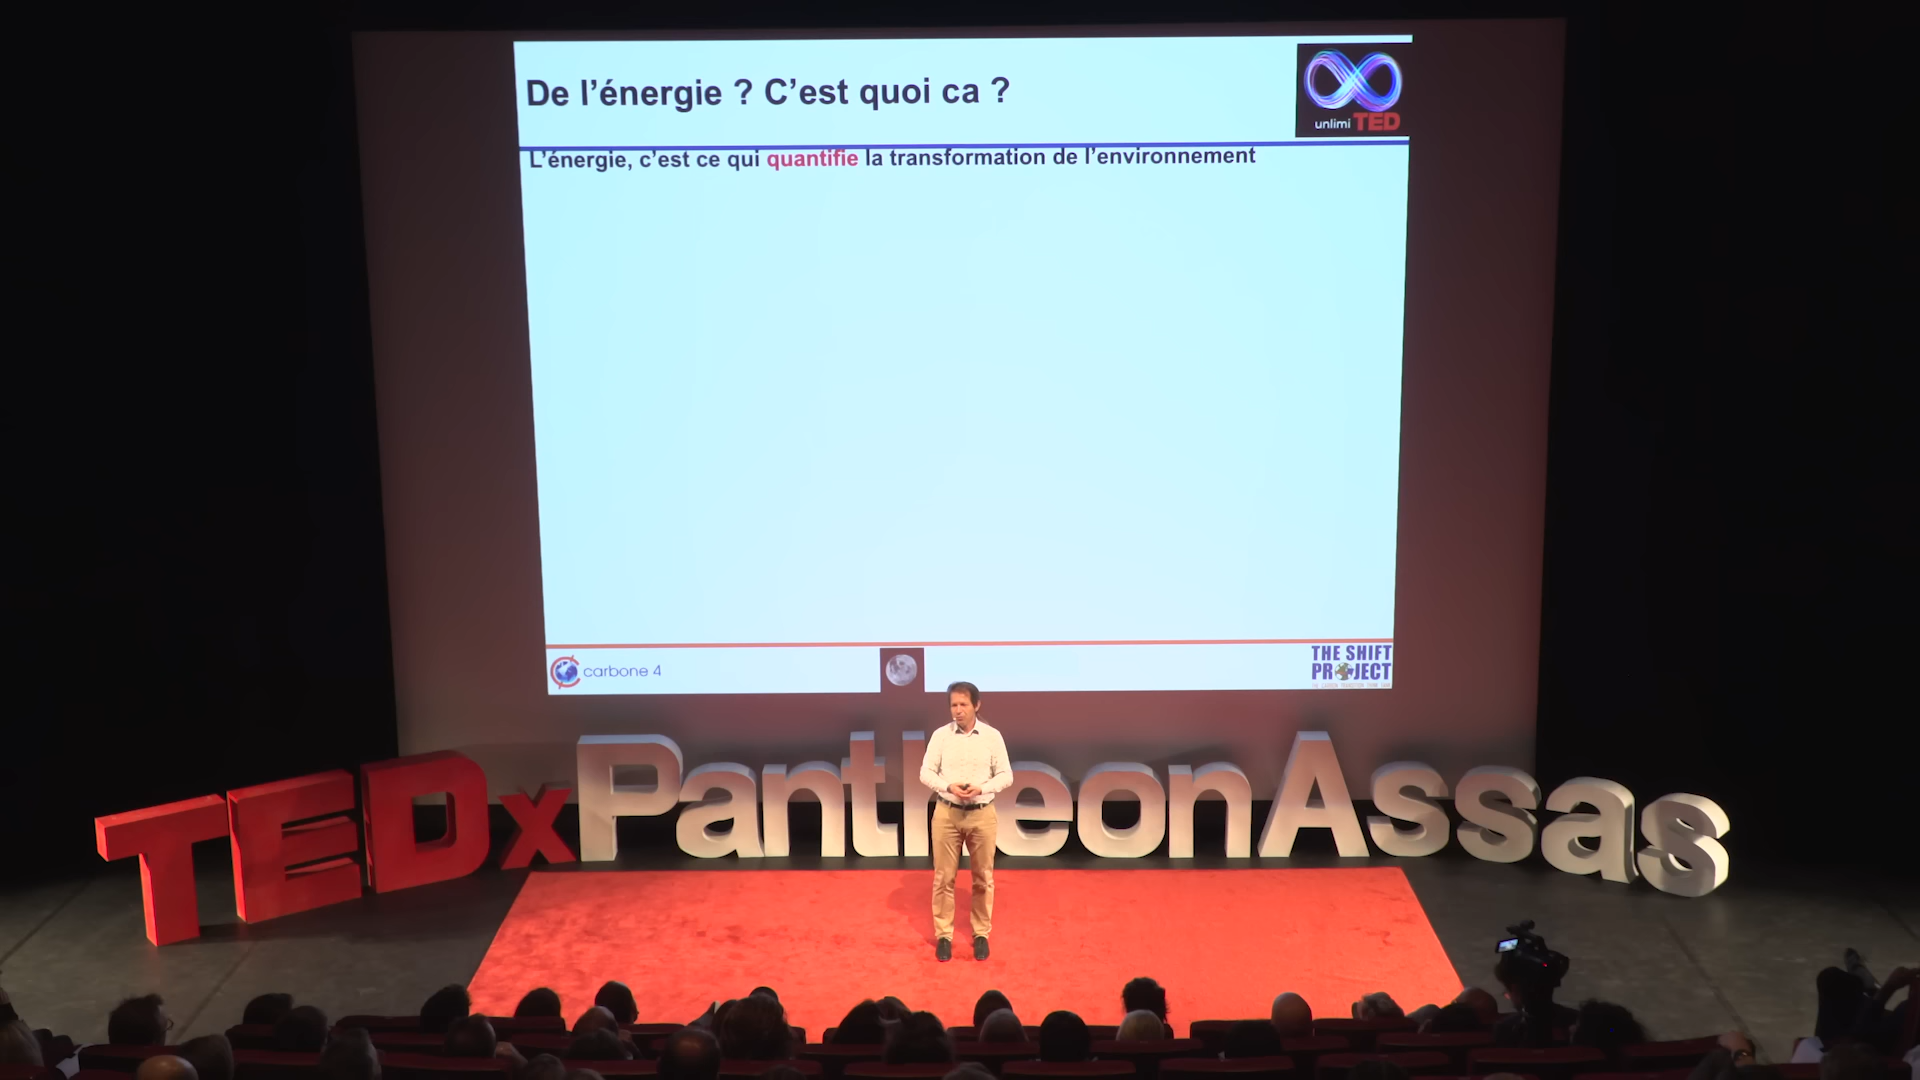 De l'énergie ? C'est quoi ca ?
unlimiTED
L'énergie, c'est ce qui quantifie la transformation de l'environnement
carbone 4
THE SHIFT
PROJECT
TEDxPantheonAssas